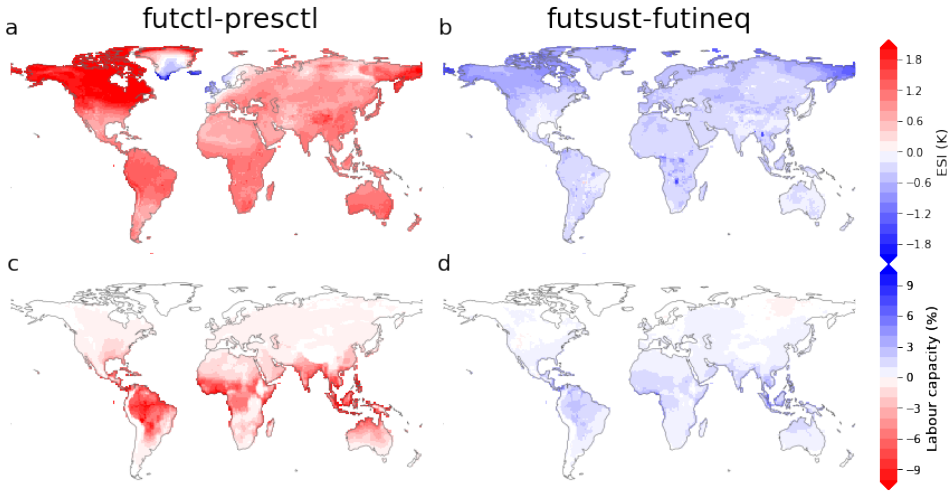 futctl-presctl
futsust-futineq
a
b
1.8
1.2
0.6
0.0
−0.6
−1.2
−1.8
ESI (K)
c
d
9
6
3
0
−3
−6
−9
Labour capacity (%)